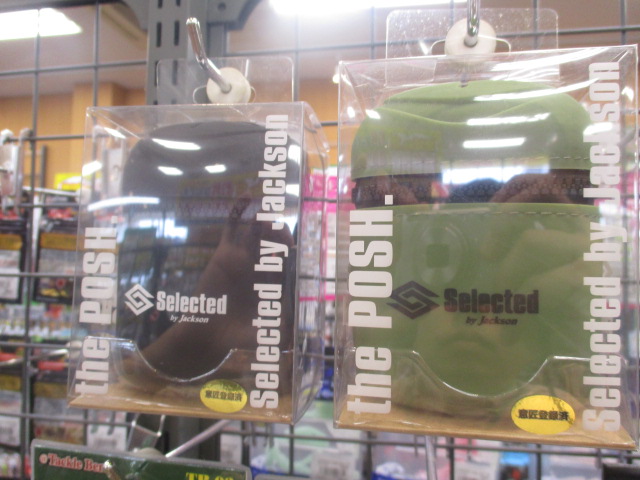 the POSH.
Selected
by Jackson
Selected by Jackson
意匠登録済
the POSH.
Selected
by Jackson
Selected by Jackson
意匠登録済
Tackle Ber